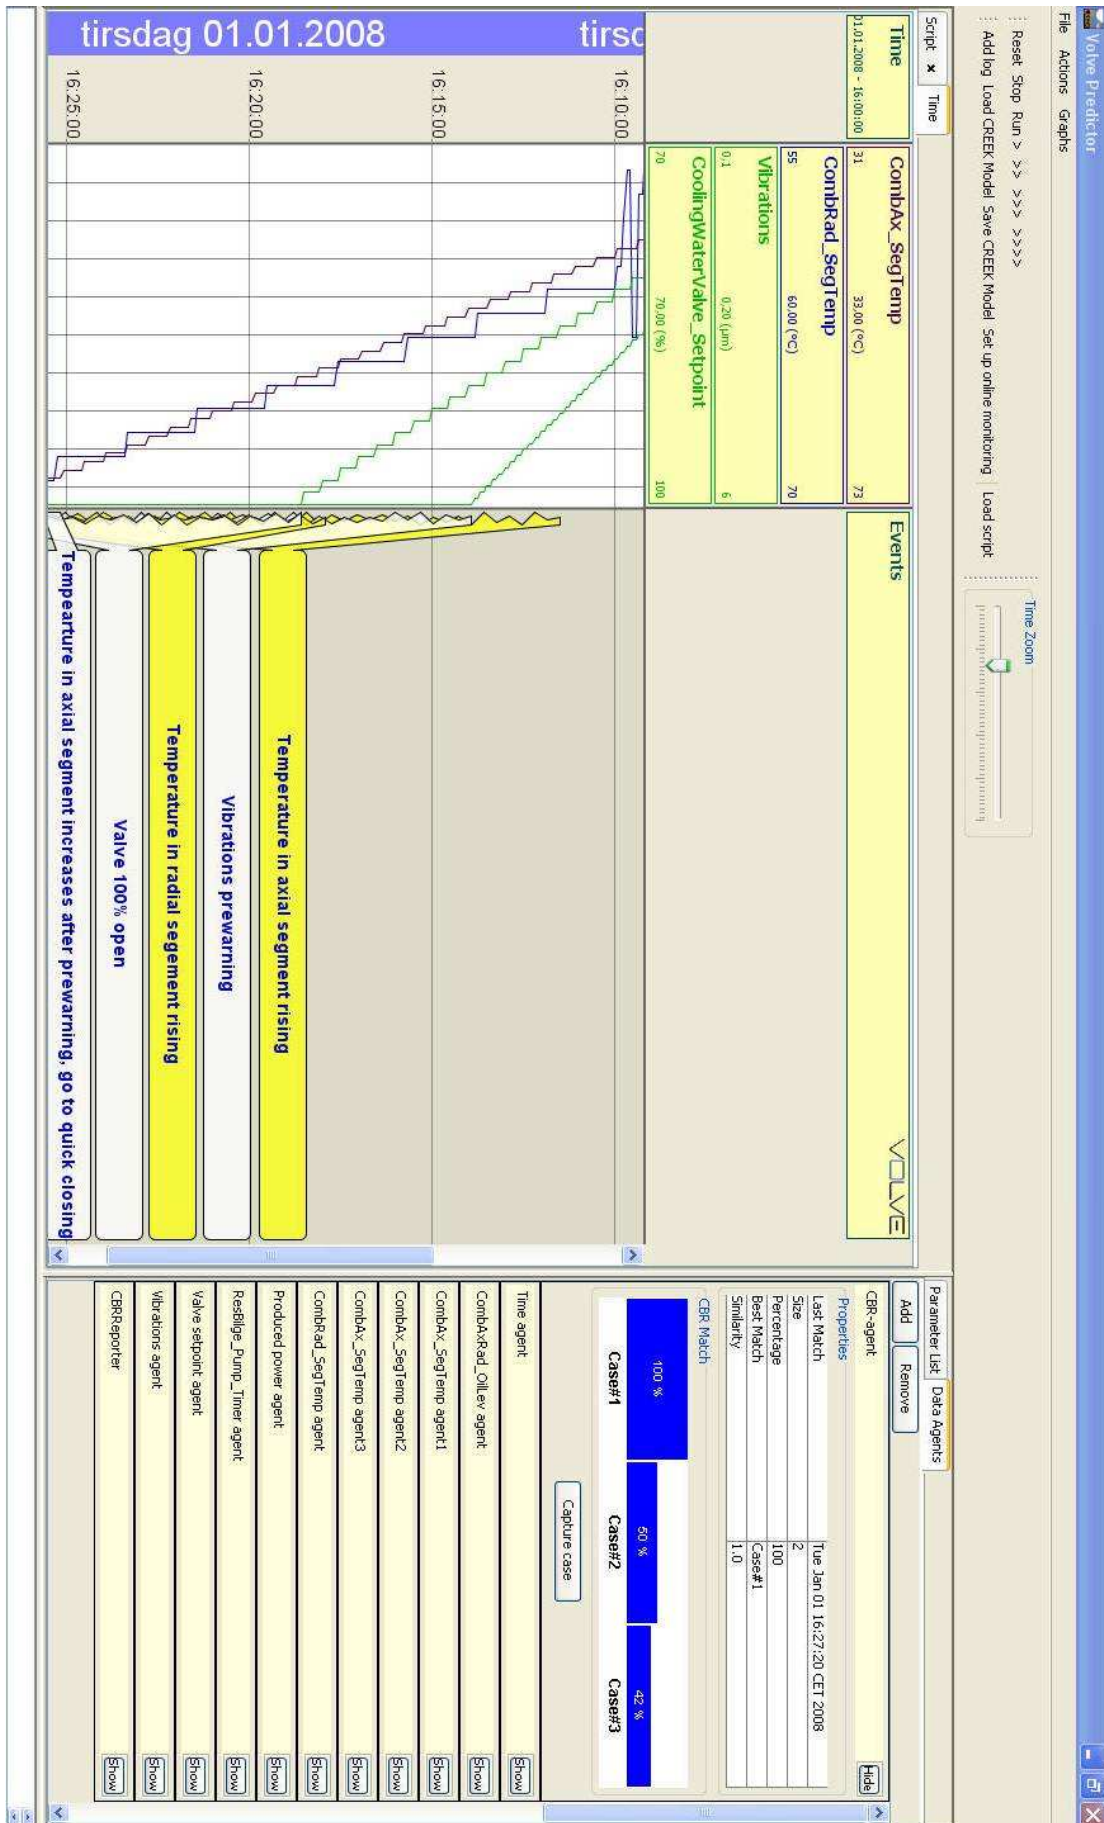 Volve Predictor
File Actions Graphs
Reset Stop Run > >> >>> >>>>
Add log Load CREEK Model Save CREEK Model Set up online monitoring Load script
Time Zoom
Script × Time
Time
01.01.2008 - 16:00:00
CombAx_SegTemp
31 33,00 (°C) 73
CombRad_SegTemp
55 60,00 (°C) 70
Vibrations
0,1 0,20 (µm) 6
CoolingWaterValve_Setpoint
70 70,00 (%) 100
Events
VOLVE
tirsd
tirsdag 01.01.2008
16:10:00
16:15:00
16:20:00
16:25:00
Temperature in axial segment rising
Vibrations prewarning
Temperature in radial segement rising
Valve 100% open
Tempearture in axial segment increases after prewarning, go to quick closing
Parameter List Data Agents
Add Remove
CBR-agent Hide
Properties
Last Match Tue Jan 01 16:27:20 CET 2008
Size 2
Percentage 100
Best Match Case#1
Similarity 1.0
CBR Match
100 % 50 % 42 %
Case#1 Case#2 Case#3
Capture case
Time agent Show
CombAxRad_OilLev agent Show
CombAx_SegTemp agent1 Show
CombAx_SegTemp agent2 Show
CombAx_SegTemp agent3 Show
CombRad_SegTemp agent Show
Produced power agent Show
ResBilge_Pump_Timer agent Show
Valve setpoint agent Show
Vibrations agent Show
CBRReporter Show